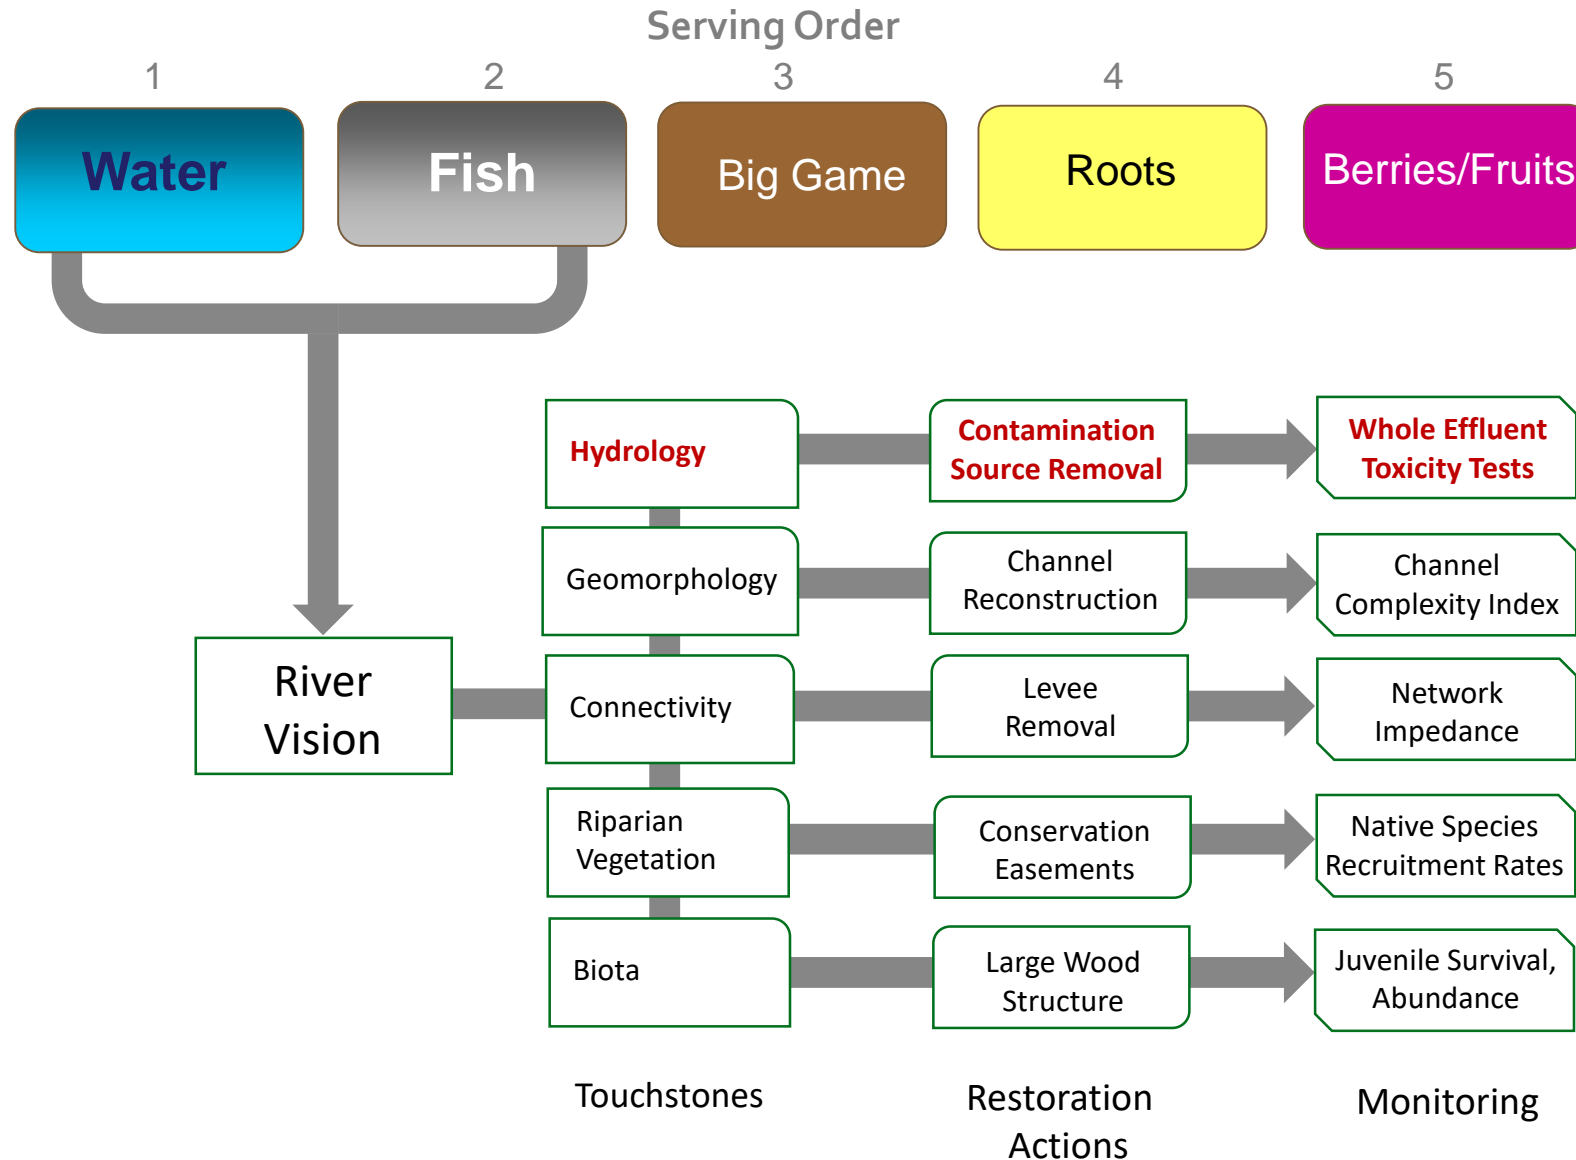 Serving Order
1 2 3 4 5
Water
Fish
Big Game
Roots
Berries/Fruits
Hydrology
Contamination
Source Removal
Whole Effluent
Toxicity Tests
Geomorphology
Channel
Reconstruction
Channel
Complexity Index
River
Vision
Connectivity
Levee
Removal
Network
Impedance
Riparian
Vegetation
Conservation
Easements
Native Species
Recruitment Rates
Biota
Large Wood
Structure
Juvenile Survival,
Abundance
Touchstones
Restoration
Actions
Monitoring